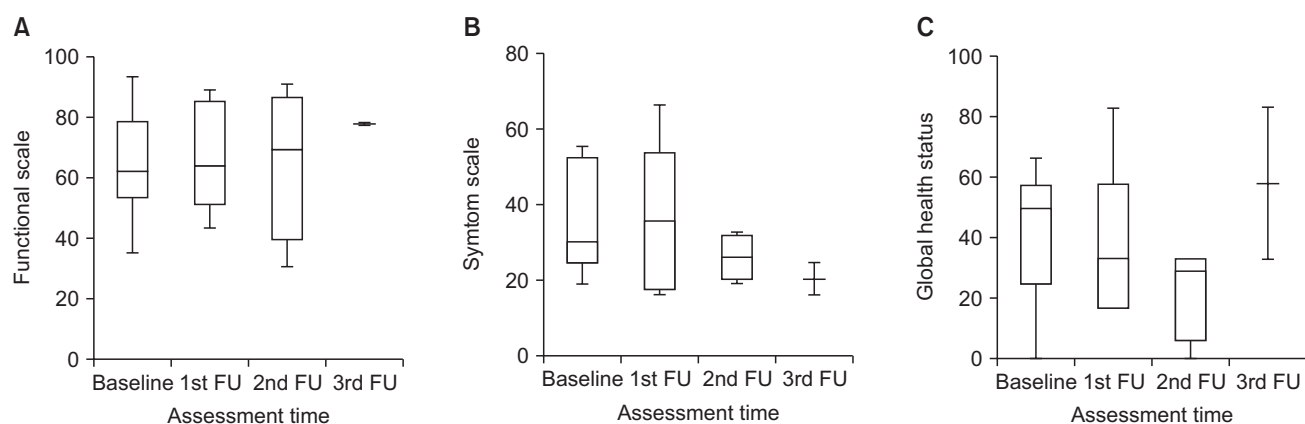 A
Functional scale
100
80
60
40
20
0
Baseline 1st FU 2nd FU 3rd FU
Assessment time
B
Symtom scale
80
60
40
20
0
Baseline 1st FU 2nd FU 3rd FU
Assessment time
C
Global health status
100
80
60
40
20
0
Baseline 1st FU 2nd FU 3rd FU
Assessment time